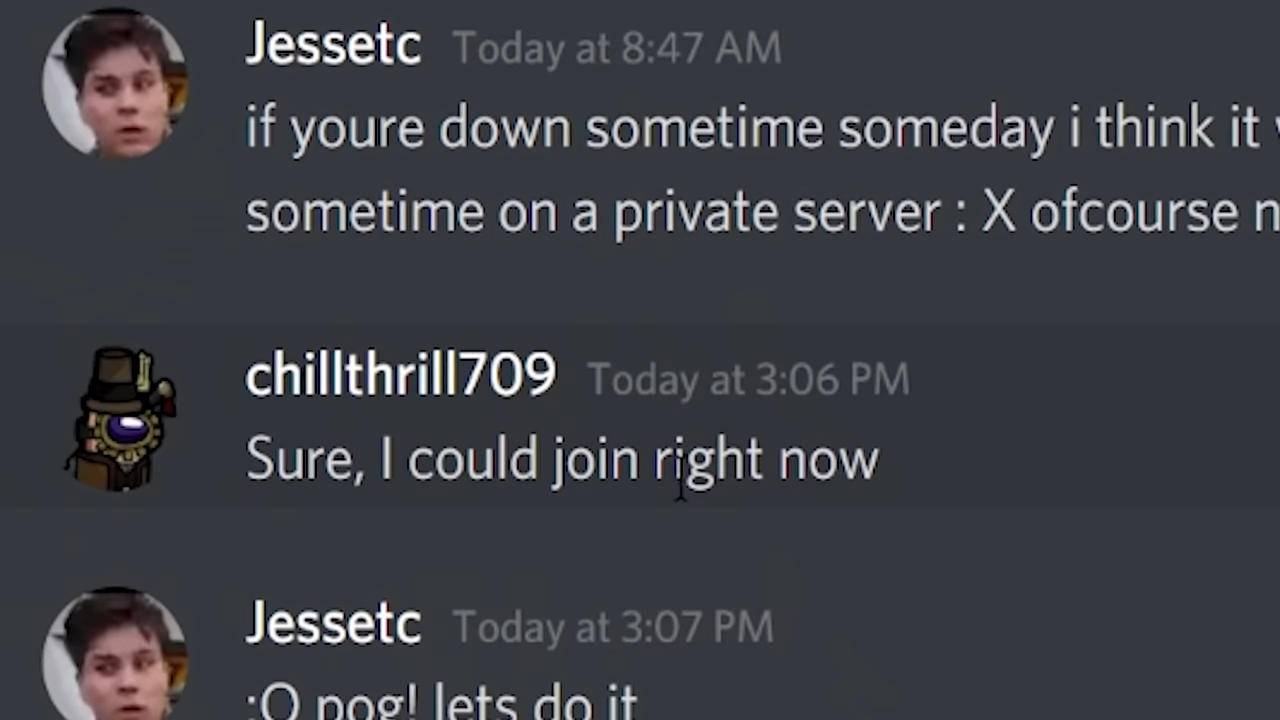 Jessetc Today at 8:47 AM
if youre down sometime someday i think it
sometime on a private server : X ofcourse
chillthrill709 Today at 3:06 PM
Sure, I could join right now
Jessetc Today at 3:07 PM
:O pog! lets do it